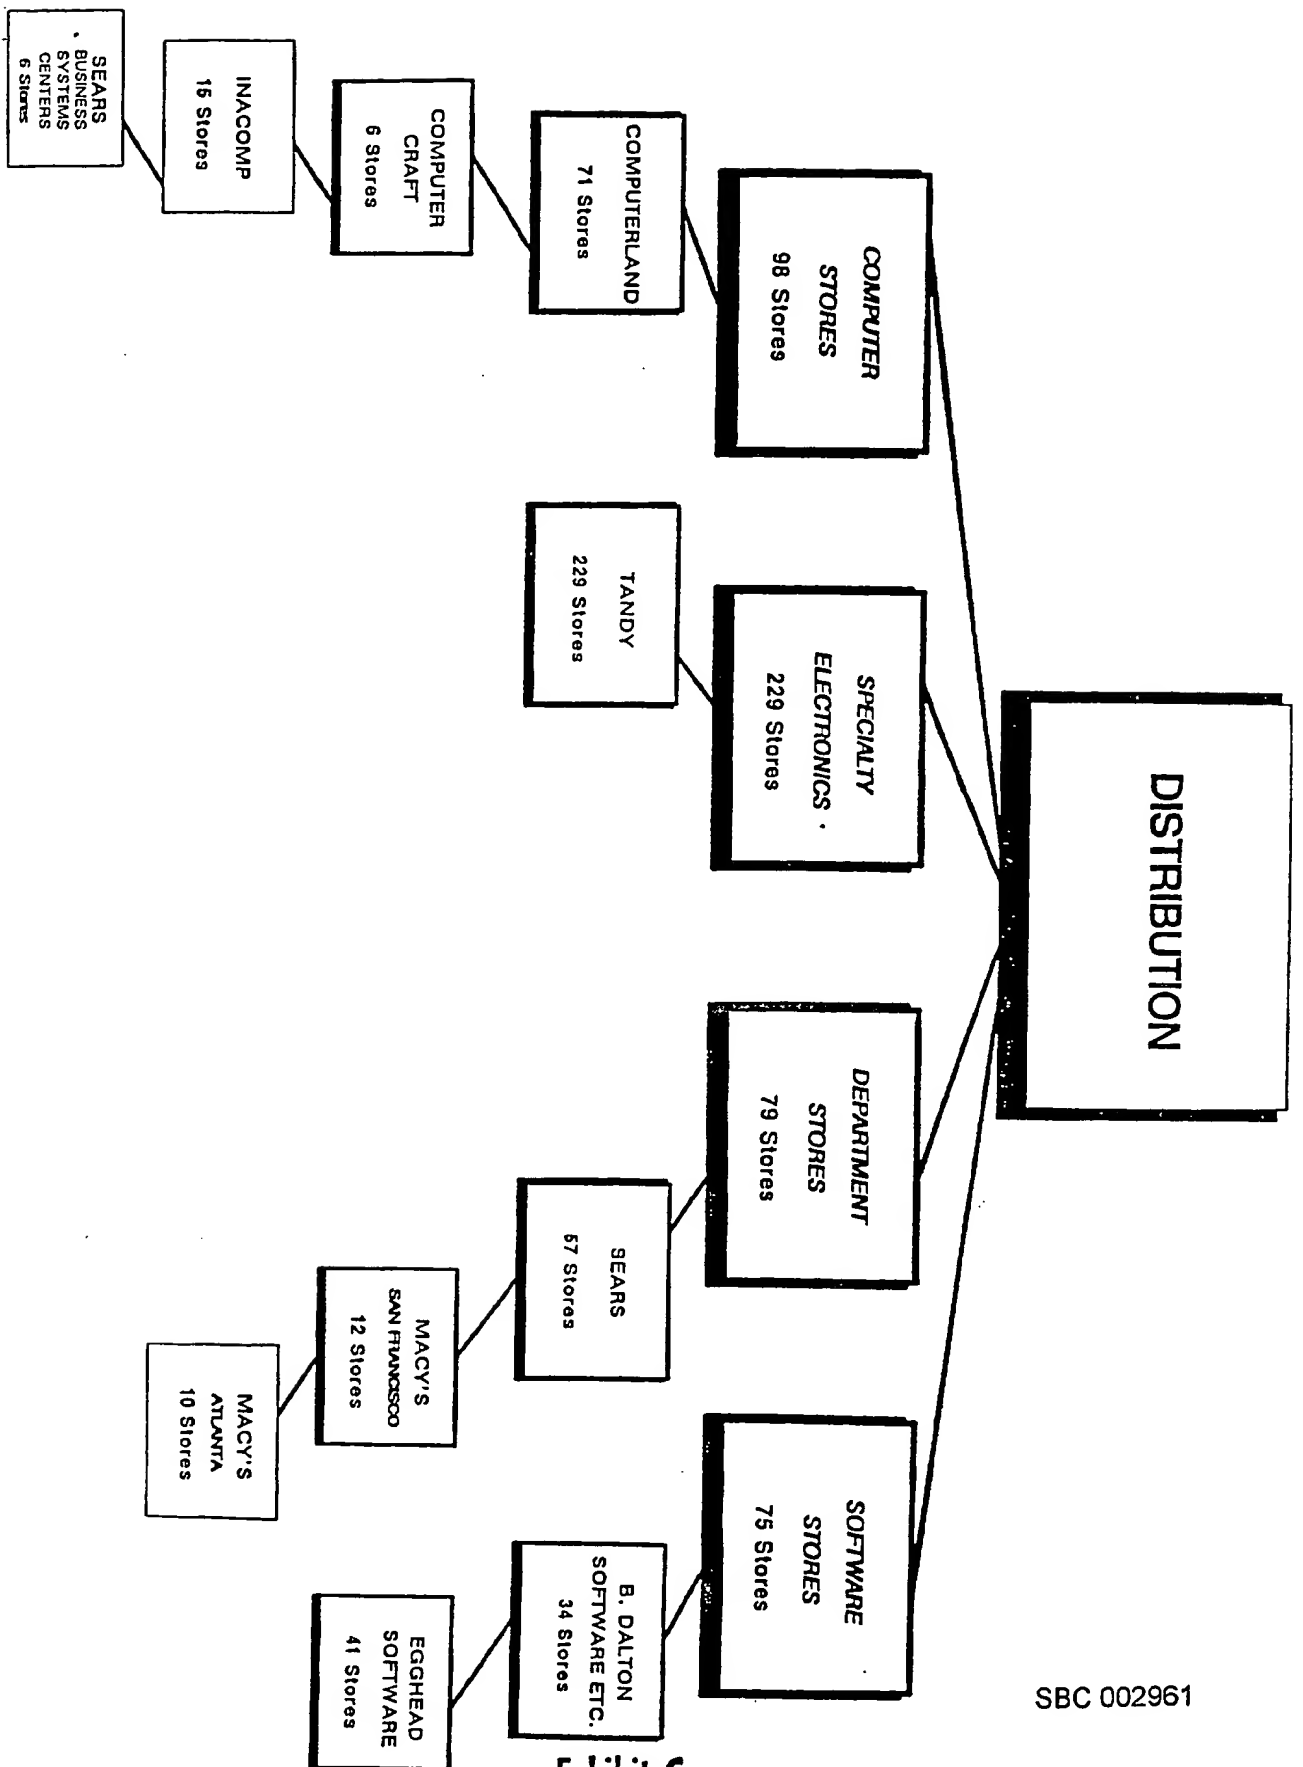 DISTRIBUTION
COMPUTER
STORES
98 Stores
SPECIALTY
ELECTRONICS
229 Stores
DEPARTMENT
STORES
79 Stores
SOFTWARE
STORES
75 Stores
COMPUTERLAND
71 Stores
TANDY
229 Stores
SEARS
57 Stores
B. DALTON
SOFTWARE ETC.
34 Stores
COMPUTER
CRAFT
6 Stores
MACY'S
SAN FRANCISCO
12 Stores
EGGHEAD
SOFTWARE
41 Stores
INACOMP
15 Stores
MACY'S
ATLANTA
10 Stores
SEARS
BUSINESS
SYSTEMS
CENTERS
6 Stores
SBC 002961